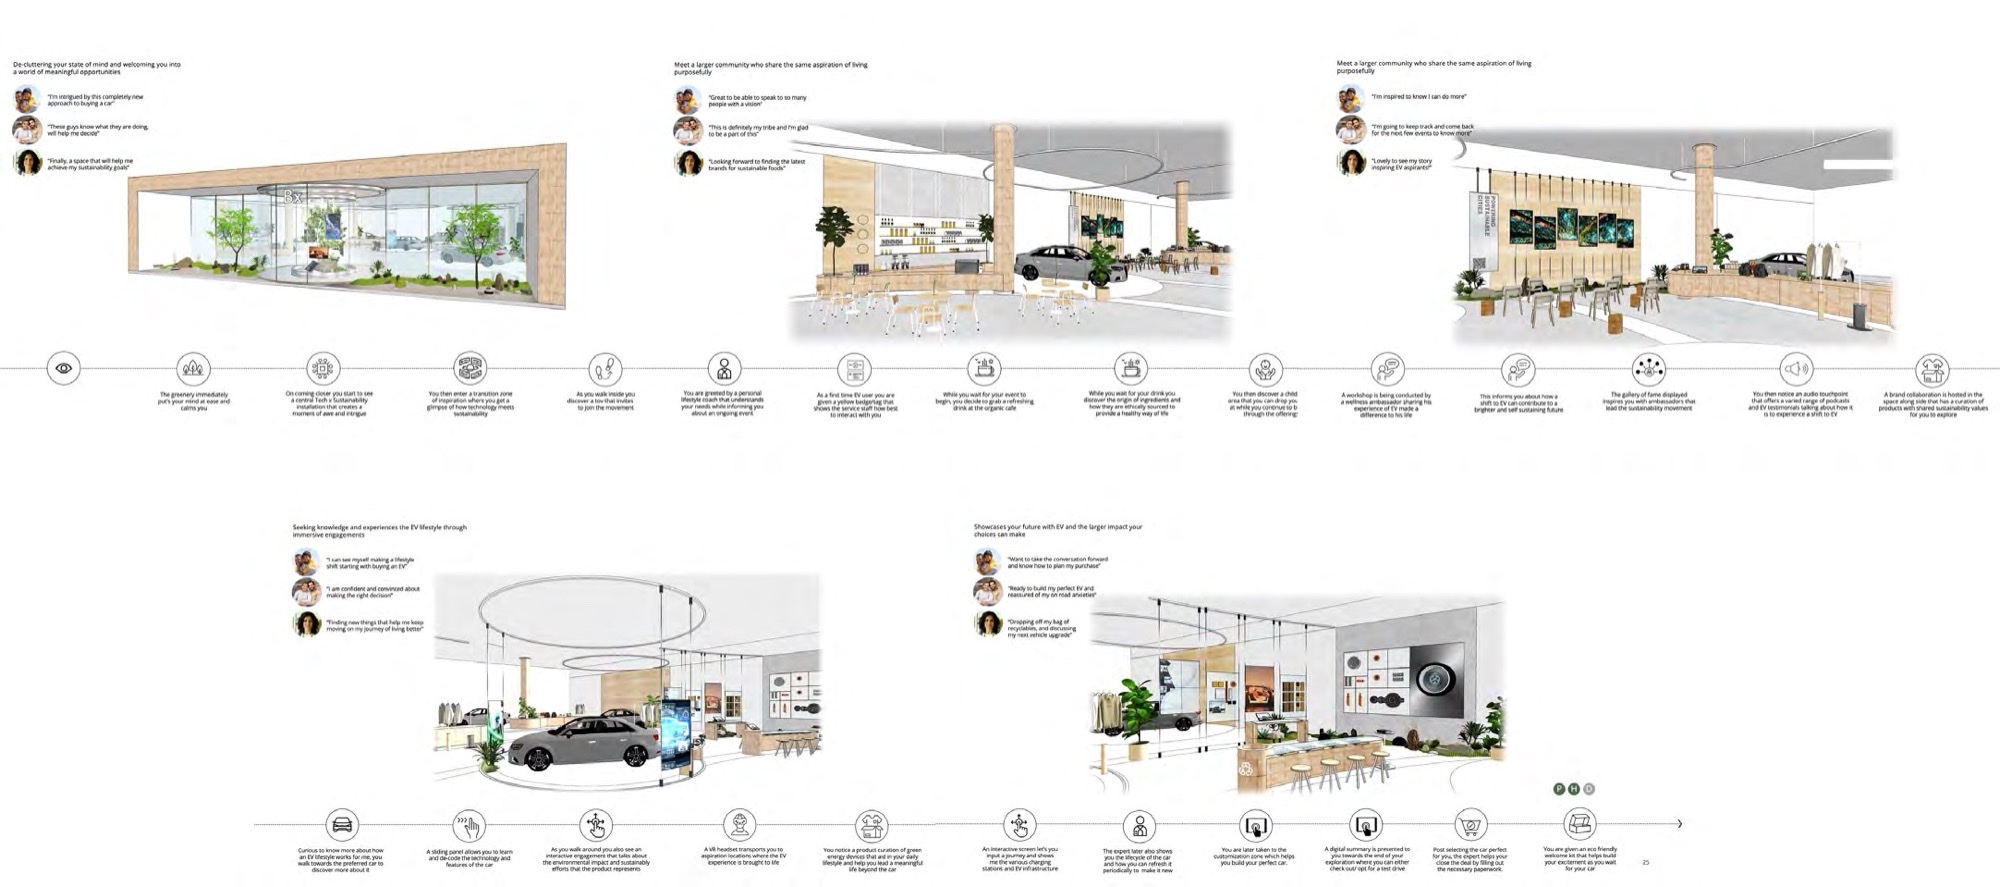 De-cluttering your state of mind and welcoming you into
a world of meaningful opportunities
"I'm intrigued by this completely new
approach to buying a car"
"These guys know what they are doing,
will help me decide"
"Finally, a space that will help me
achieve my sustainability goals"
Bx
Meet a larger community who share the same aspiration of living
purposefully
"Great to be able to speak to so many
people with a vision"
"This is definitely my tribe and I'm glad
to be a part of this"
"Looking forward to finding the latest
brands for sustainable foods"
Meet a larger community who share the same aspiration of living
purposefully
"I'm inspired to know I can do more"
"I'm going to keep track and come back
for the next few events to know more"
"Lovely to see my story
inspiring EV aspirants!"
POWERING
SUSTAINABLE
CITIES
The greenery immediately
put's your mind at ease and
calms you
On coming closer you start to see
a central Tech x Sustainability
installation that creates a
moment of awe and intrigue
You then enter a transition zone
of inspiration where you get a
glimpse of how technology meets
sustainability
As you walk inside you
discover a that invites
to join the movement
You are greeted by a personal
lifestyle coach that understands
your needs while informing you
about an ongoing event
As a first time EV user you are
given a yellow badge/tag that
shows the service staff how best
to interact with you
While you wait for your event to
begin, you decide to grab a refreshing
drink at the organic cafe
While you wait for your drink you
discover the origin of ingredients and
how they are ethically sourced to
provide a healthy way of life
You then discover a child
area that you can drop you
at while you continue to b
through the offering
A workshop is being conducted by
a wellness ambassador sharing his
experience of EV made a
difference to his life
This informs you about how a
shift to EV can contribute to a
brighter and self sustaining future
The gallery of fame displayed
inspires you with ambassadors that
lead the sustainability movement
You then notice an audio touchpoint
that offers a varied range of podcasts
and EV testimonials talking about how it
is to experience a shift to EV
A brand collaboration is hosted in the
space along side that has a curation of
products with shared sustainability values
for you to explore
Seeking knowledge and experiences the EV lifestyle through
immersive engagements
"I can see myself making a lifestyle
shift starting with buying an EV"
"I am confident and convinced about
making the right decision"
"Finding new things that help me keep
moving on my journey of living better"
Showcases your future with EV and the larger impact your
choices can make
"Want to take the conversation forward
and know how to plan my purchase"
"Ready to build my perfect EV and
reassured of my on road anxieties"
"Dropping off my bag of
recyclables, and discussing
my next vehicle upgrade"
P H D
Curious to know more about how
an EV lifestyle works for me, you
walk towards the preferred car to
discover more about it
A sliding panel allows you to learn
and de-code the technology and
features of the car
As you walk around you also see an
interactive engagement that talks about
the environmental impact and sustainably
efforts that the product represents
A VR headset transports you to
aspiration locations where the EV
experience is brought to life
You notice a product curation of green
energy devices that aid in your daily
lifestyle and help you lead a meaningful
life beyond the car
An interactive screen let's you
input a journey and shows
me the various charging
stations and EV infrastructure
The expert later also shows
you the lifecycle of the car
and how you can refresh it
periodically to make it new
You are later taken to the
customization zone which helps
you build your perfect car.
A digital summary is presented to
you towards the end of your
exploration where you can either
check out/ opt for a test drive
Post selecting the car perfect
for you, the expert helps your
close the deal by filling out
the necessary paperwork.
You are given an eco friendly
welcome kit that helps build
your excitement as you wait
for your car
25